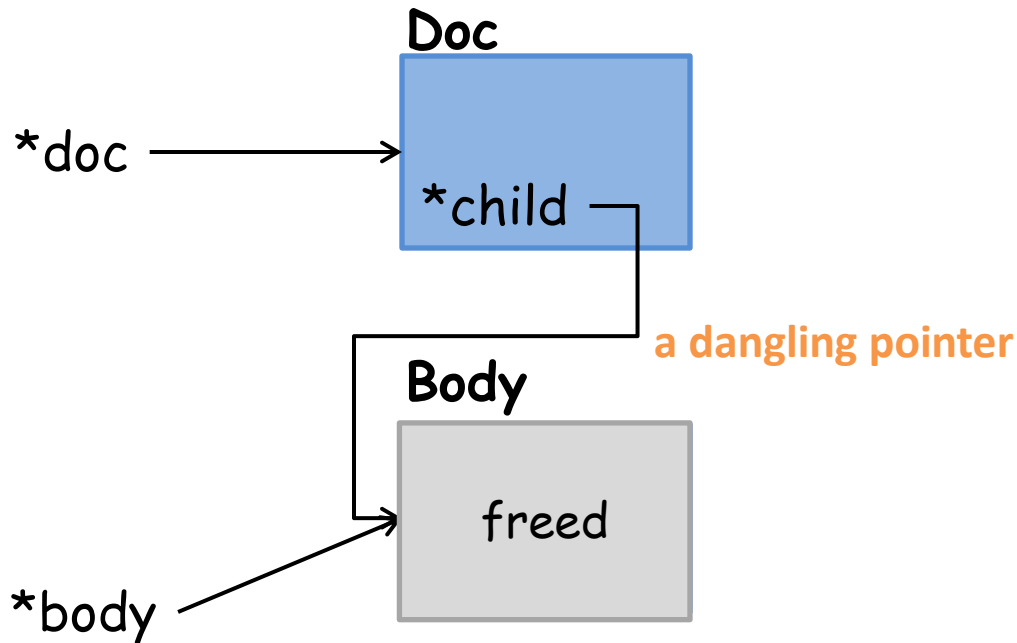 Doc
*doc
*child
a dangling pointer
Body
freed
*body